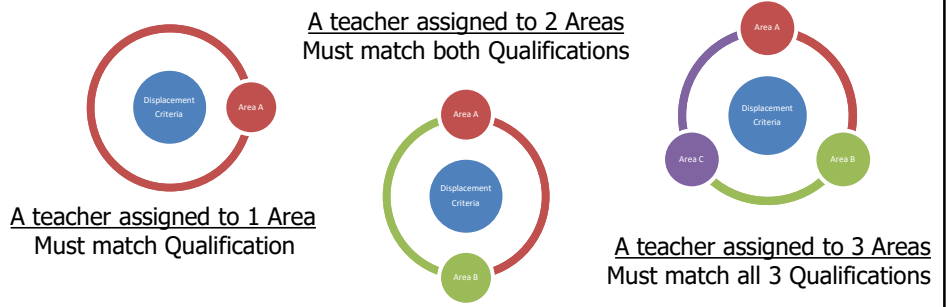 Displacement
Criteria
Area A
A teacher assigned to 1 Area
Must match Qualification
A teacher assigned to 2 Areas
Must match both Qualifications
Area A
Displacement
Criteria
Area B
Area A
Displacement
Criteria
Area C
Area B
A teacher assigned to 3 Areas
Must match all 3 Qualifications